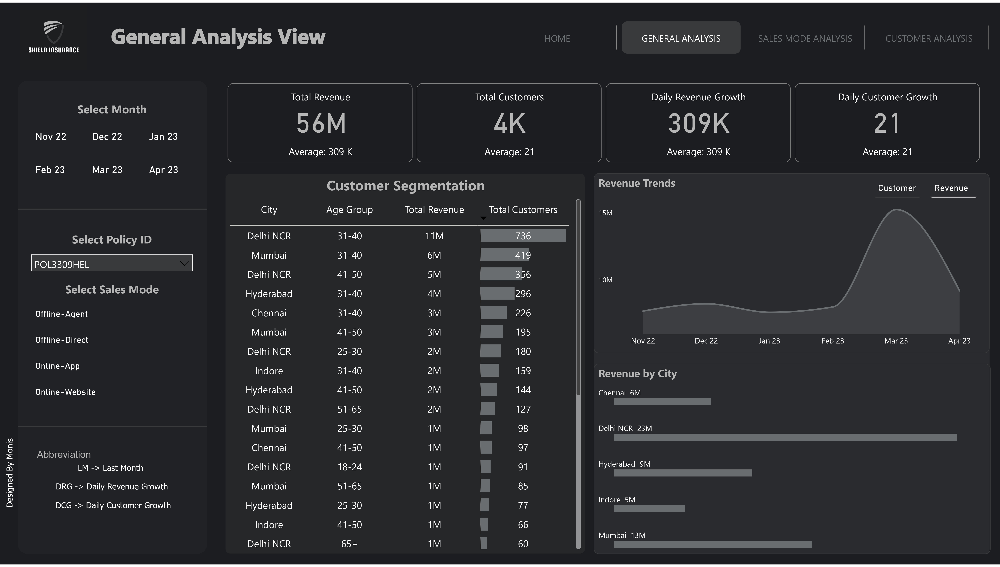 SHIELD INSURANCE
General Analysis View
HOME
GENERAL ANALYSIS
SALES MODE ANALYSIS
CUSTOMER ANALYSIS
Select Month
Nov 22 Dec 22 Jan 23
Feb 23 Mar 23 Apr 23
Select Policy ID
POL3309HEL
Select Sales Mode
Offline-Agent
Offline-Direct
Online-App
Online-Website
Abbreviation
LM -> Last Month
DRG -> Daily Revenue Growth
DCG -> Daily Customer Growth
Designed By Monis
Total Revenue
56M
Average: 309 K
Total Customers
4K
Average: 21
Daily Revenue Growth
309K
Average: 309 K
Daily Customer Growth
21
Average: 21
Customer Segmentation
City Age Group Total Revenue Total Customers
Delhi NCR 31-40 11M 736
Mumbai 31-40 6M 419
Delhi NCR 41-50 5M 356
Hyderabad 31-40 4M 296
Chennai 31-40 3M 226
Mumbai 41-50 3M 195
Delhi NCR 25-30 2M 180
Indore 31-40 2M 159
Hyderabad 41-50 2M 144
Delhi NCR 51-65 2M 127
Mumbai 25-30 1M 98
Chennai 41-50 1M 97
Delhi NCR 18-24 1M 91
Mumbai 51-65 1M 85
Hyderabad 25-30 1M 77
Indore 41-50 1M 66
Delhi NCR 65+ 1M 60
Revenue Trends
Customer Revenue
15M
10M
Nov 22 Dec 22 Jan 23 Feb 23 Mar 23 Apr 23
Revenue by City
Chennai 6M
Delhi NCR 23M
Hyderabad 9M
Indore 5M
Mumbai 13M